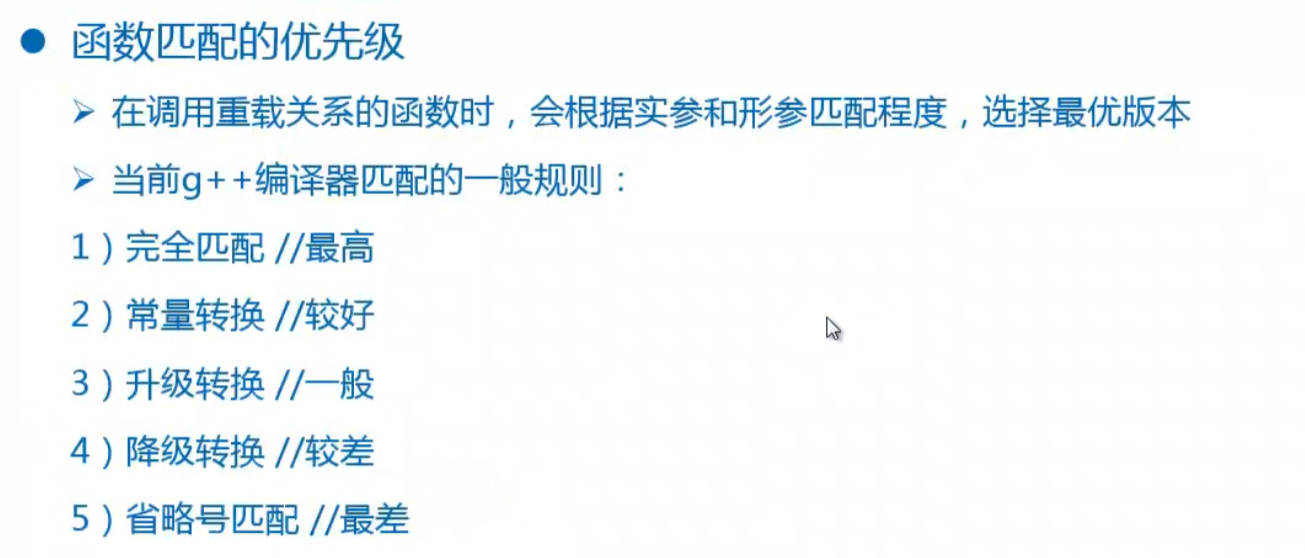 ● 函数匹配的优先级
➢ 在调用重载关系的函数时，会根据实参和形参匹配程度，选择最优版本
➢ 当前g++编译器匹配的一般规则：
1）完全匹配 //最高
2）常量转换 //较好
3）升级转换 //一般
4）降级转换 //较差
5）省略号匹配 //最差